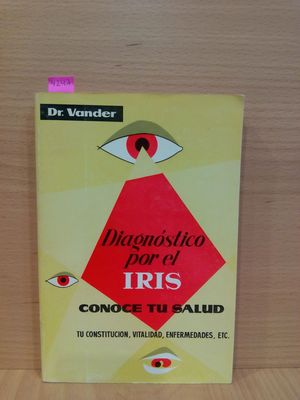 Dr. Vander
Diagnóstico
por el
IRIS
CONOCE TU SALUD
TU CONSTITUCION, VITALIDAD, ENFERMEDADES, ETC.